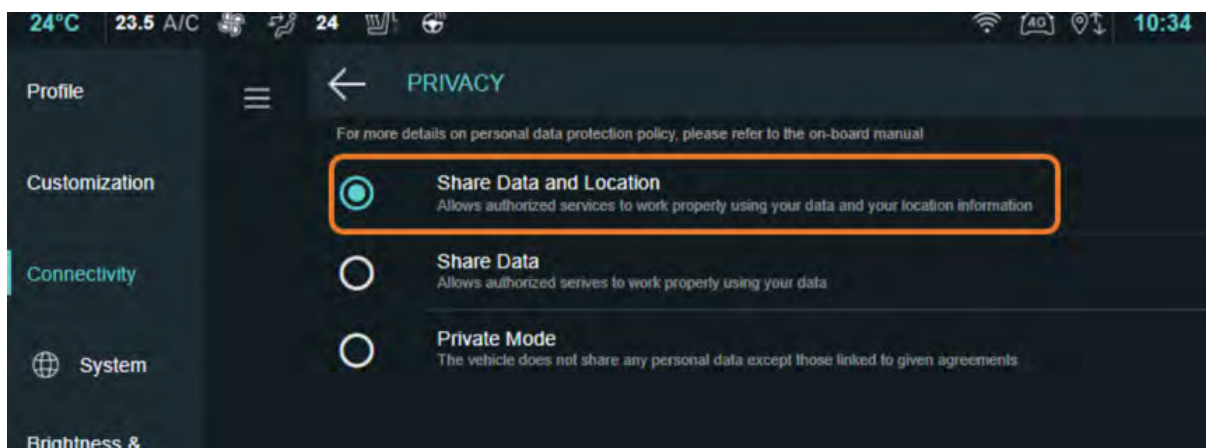 24°C 23.5 A/C 24 4G 10:34
Profile
PRIVACY
For more details on personal data protection policy, please refer to the on-board manual
Customization
Share Data and Location
Allows authorized services to work properly using your data and your location information
Connectivity
Share Data
Allows authorized serives to work properly using your data
System
Private Mode
The vehicle does not share any personal data except those linked to given agreements
Brightness &